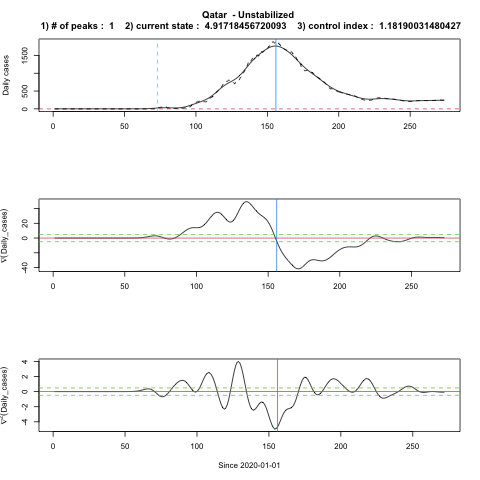 Qatar - Unstabilized
1) # of peaks : 1 2) current state : 4.91718456720093 3) control index : 1.18190031480427
Daily cases
0 500 1500
0 50 100 150 200 250
∇(Daily_cases)
-40 0 20
0 50 100 150 200 250
∇²(Daily_cases)
-4 -2 0 2 4
0 50 100 150 200 250
Since 2020-01-01